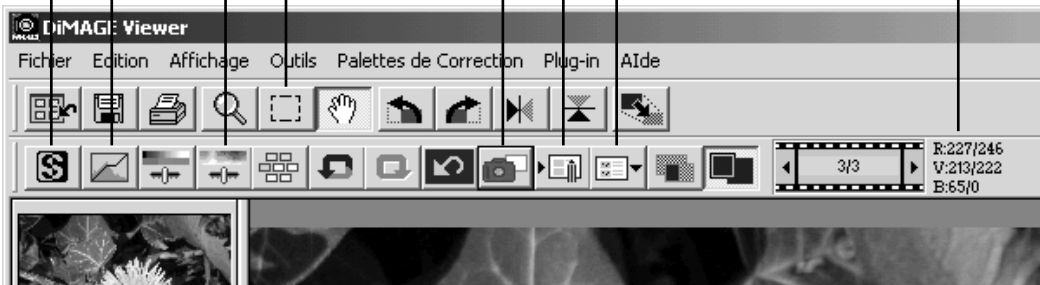 DiMAGE Viewer
Fichier Edition Affichage Outils Palettes de Correction Plug-in AIde
S
3/3
R:227/246
V:213/222
B:65/0